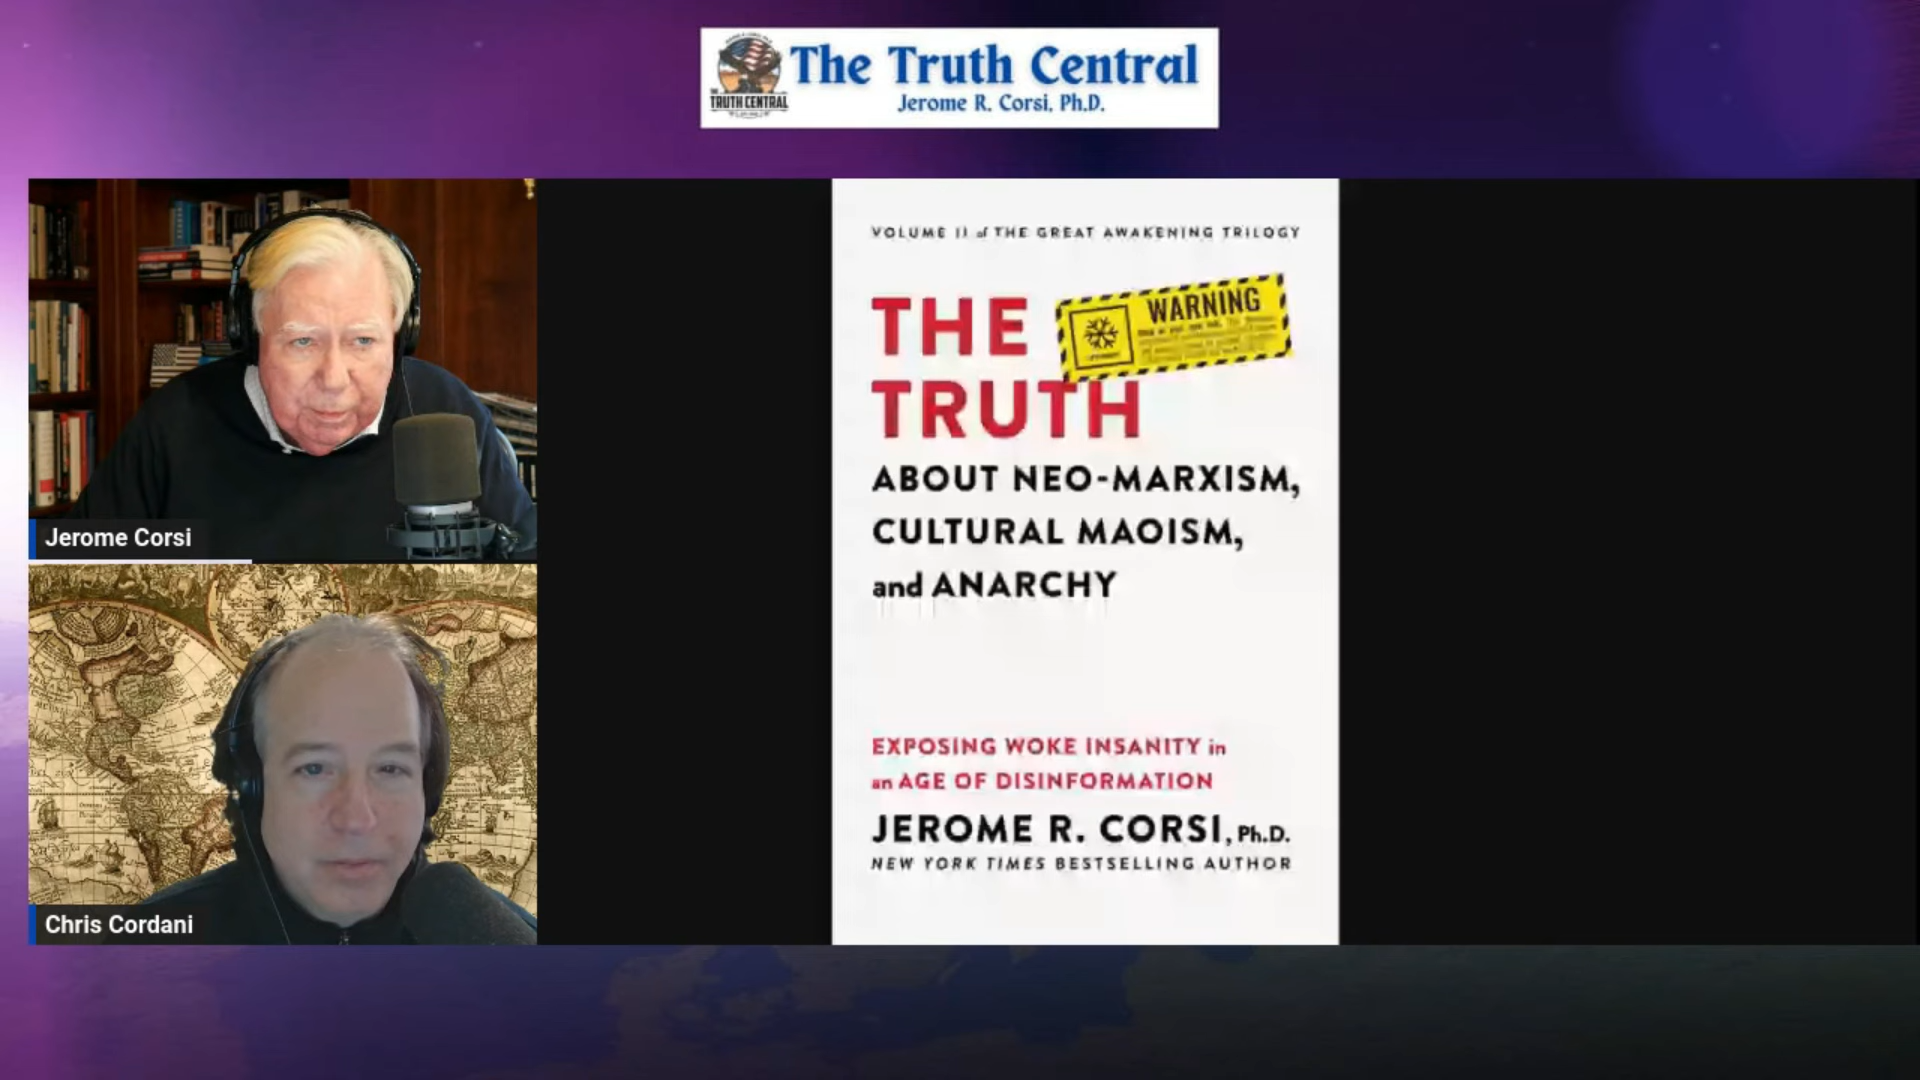 The Truth Central
Jerome R. Corsi, Ph.D.
TRUTH CENTRAL
Jerome Corsi
Chris Cordani
VOLUME II of THE GREAT AWAKENING TRILOGY
THE
WARNING
TRUTH
ABOUT NEO-MARXISM,
CULTURAL MAOISM,
and ANARCHY
EXPOSING WOKE INSANITY in
an AGE OF DISINFORMATION
JEROME R. CORSI, Ph.D.
NEW YORK TIMES BESTSELLING AUTHOR